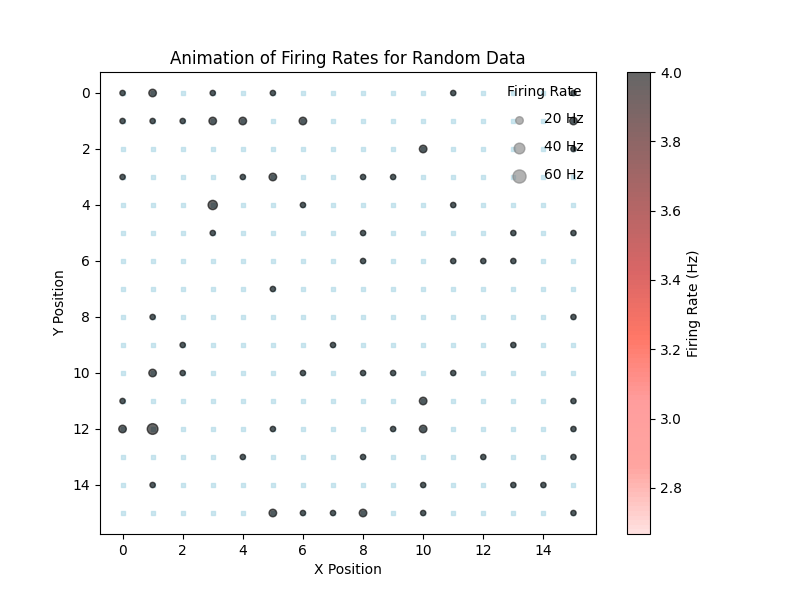 Animation of Firing Rates for Random Data
Firing Rate
20 Hz
40 Hz
60 Hz
0
2
4
6
8
10
12
14
Y Position
0 2 4 6 8 10 12 14
X Position
4.0
3.8
3.6
3.4
3.2
3.0
2.8
Firing Rate (Hz)